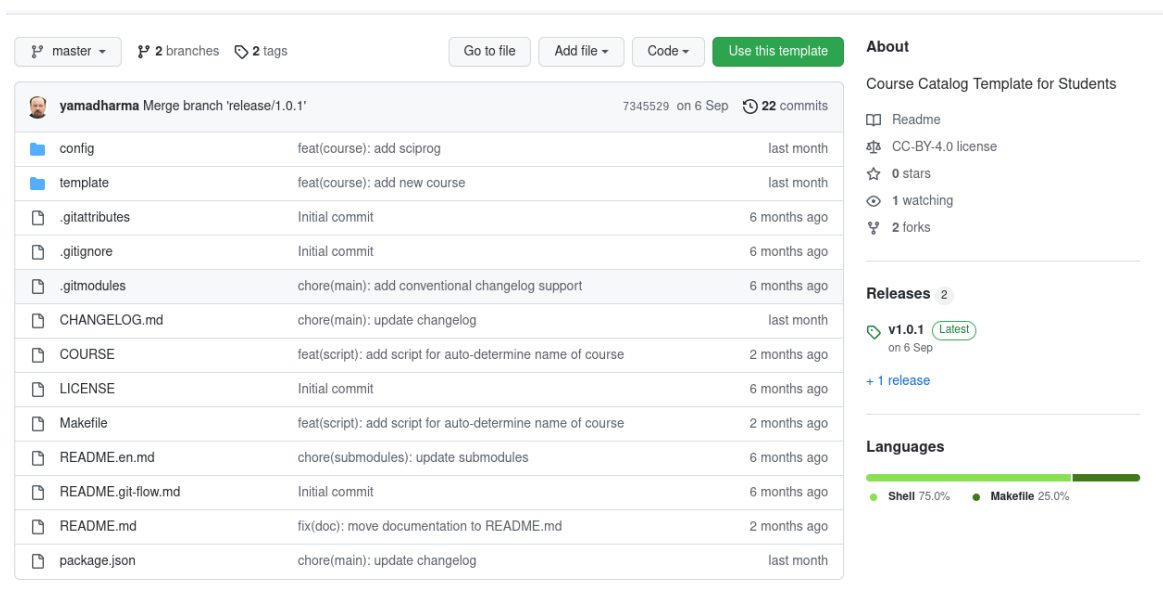 master 2 branches 2 tags Go to file Add file Code Use this template
yamadharma Merge branch 'release/1.0.1' 7345529 on 6 Sep 22 commits
config feat(course): add sciprog last month
template feat(course): add new course last month
.gitattributes Initial commit 6 months ago
.gitignore Initial commit 6 months ago
.gitmodules chore(main): add conventional changelog support 6 months ago
CHANGELOG.md chore(main): update changelog last month
COURSE feat(script): add script for auto-determine name of course 2 months ago
LICENSE Initial commit 6 months ago
Makefile feat(script): add script for auto-determine name of course 2 months ago
README.en.md chore(submodules): update submodules 6 months ago
README.git-flow.md Initial commit 6 months ago
README.md fix(doc): move documentation to README.md 2 months ago
package.json chore(main): update changelog last month
About
Course Catalog Template for Students
Readme
CC-BY-4.0 license
0 stars
1 watching
2 forks
Releases 2
v1.0.1 Latest
on 6 Sep
+ 1 release
Languages
Shell 75.0% Makefile 25.0%